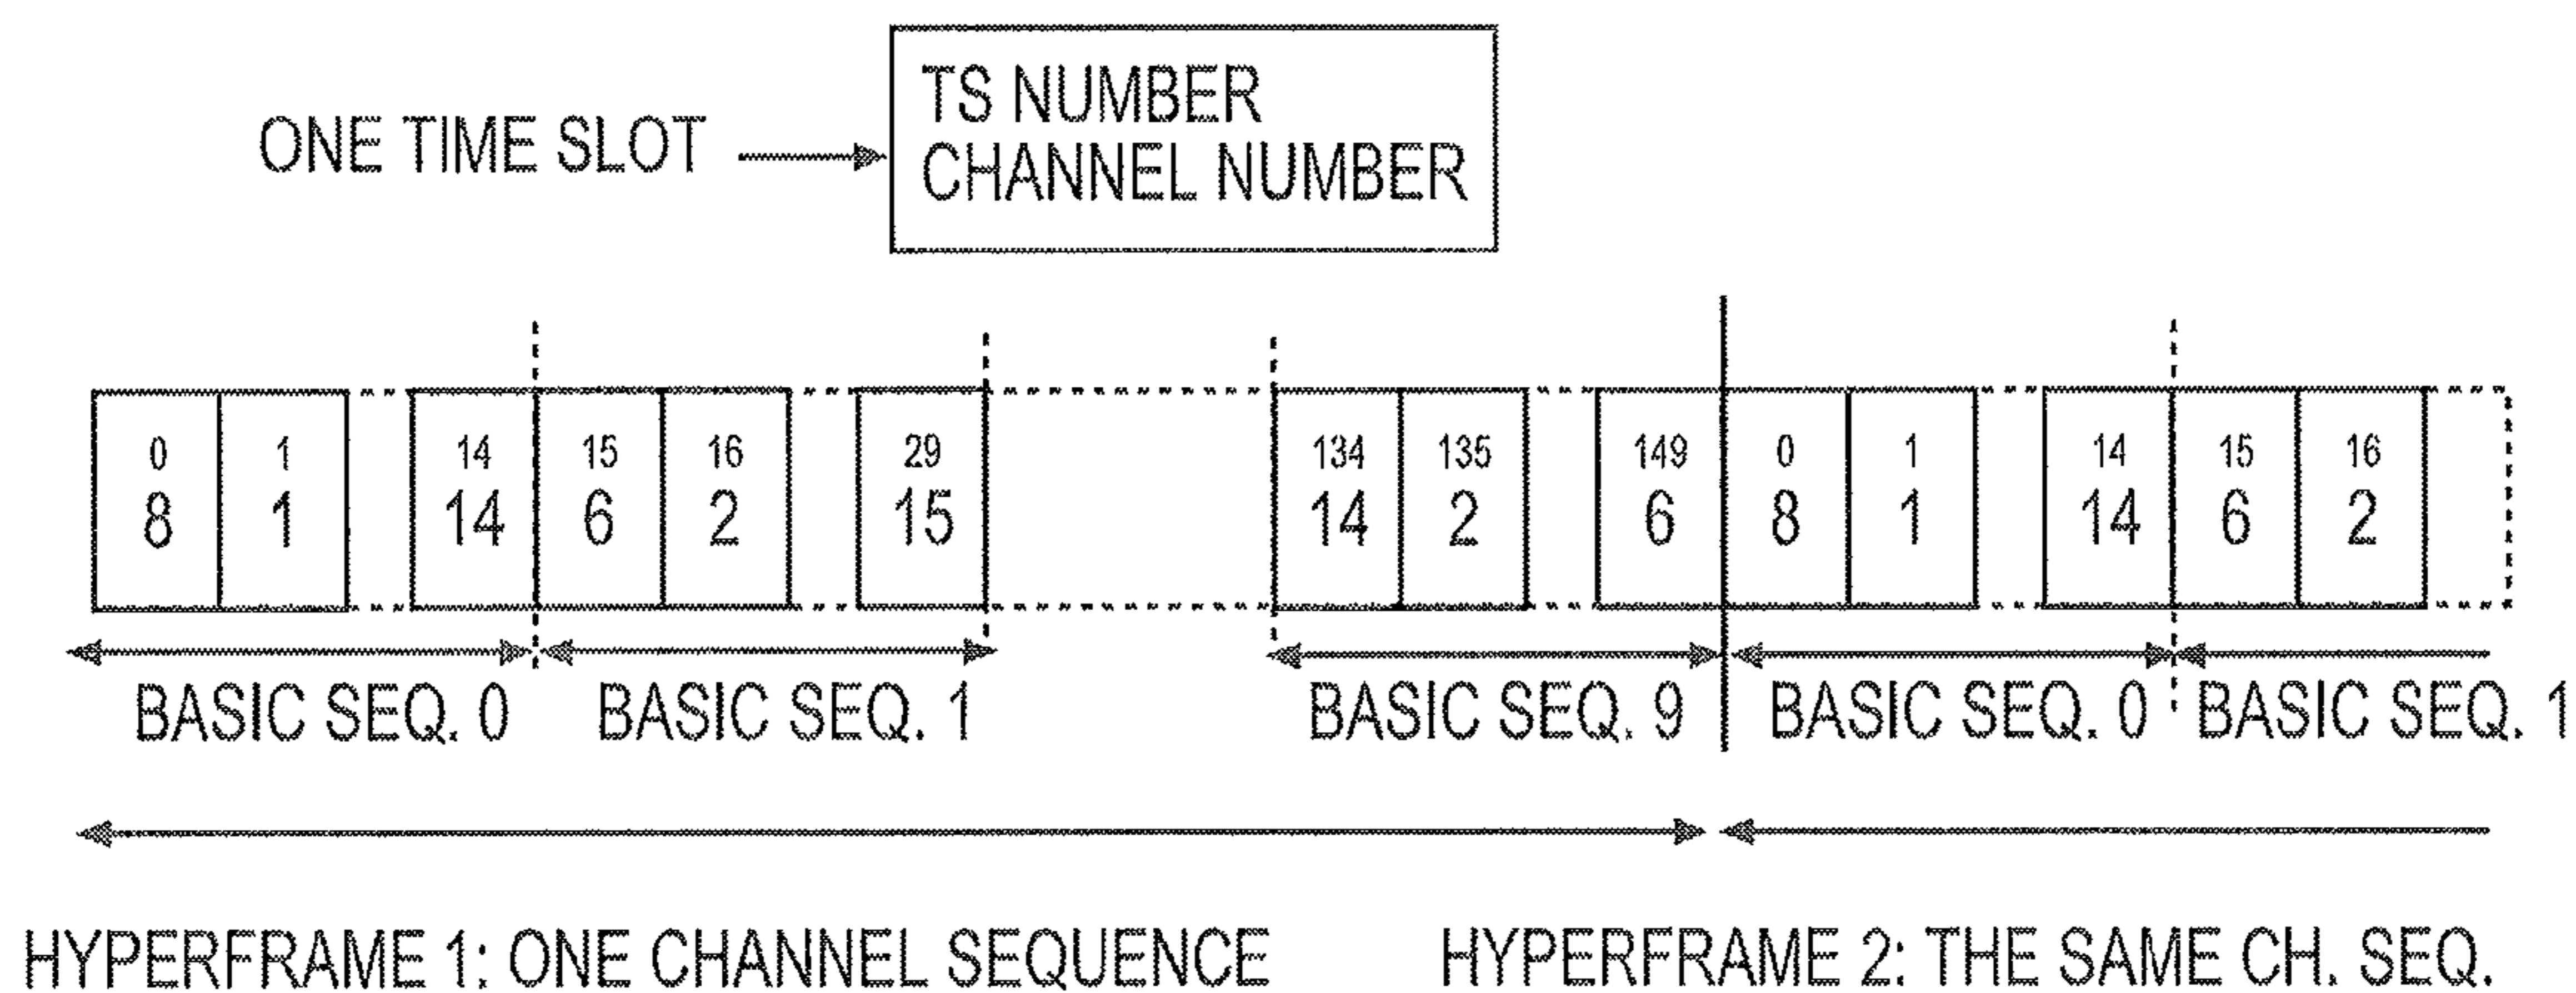 TS NUMBER
ONE TIME SLOT
CHANNEL NUMBER
0 1 14 15 16 29 134 135 149 0 1 14 15 16
8 1 14 6 2 15 14 2 6 8 1 14 6 2
BASIC SEQ. 0 BASIC SEQ. 1 BASIC SEQ. 9 BASIC SEQ. 0 BASIC SEQ. 1
HYPERFRAME 1: ONE CHANNEL SEQUENCE HYPERFRAME 2: THE SAME CH. SEQ.